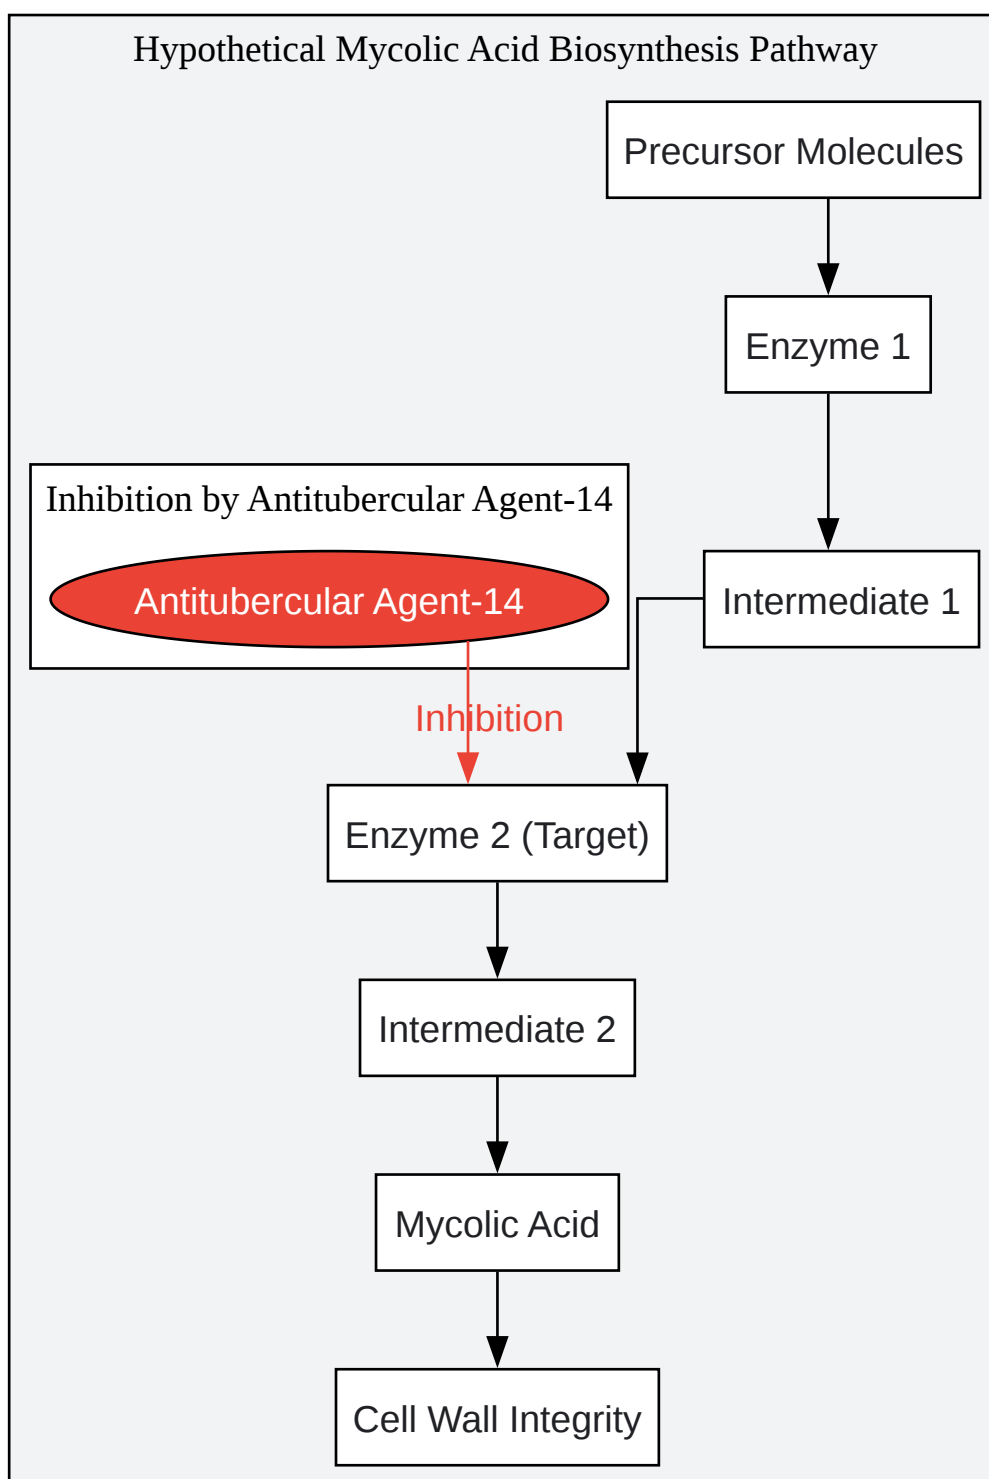 Hypothetical Mycolic Acid Biosynthesis Pathway
Precursor Molecules
Enzyme 1
Inhibition by Antitubercular Agent-14
Antitubercular Agent-14
Intermediate 1
Inhibition
Enzyme 2 (Target)
Intermediate 2
Mycolic Acid
Cell Wall Integrity